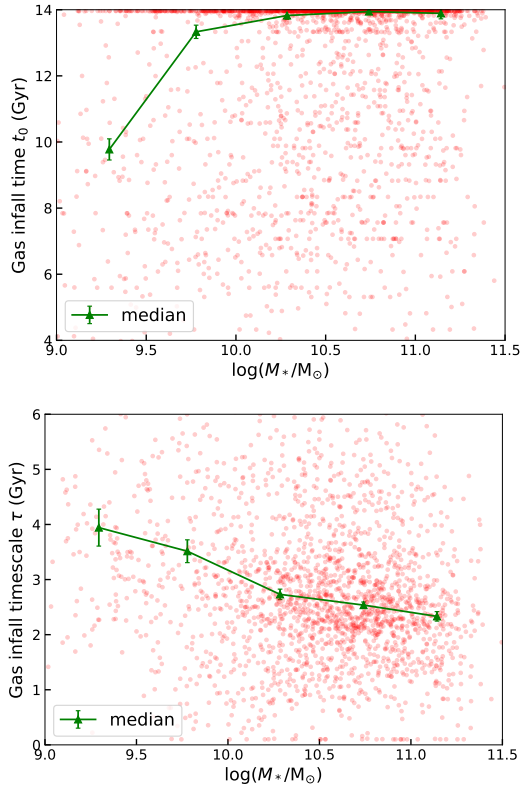 14
12
10
8
6
4
Gas infall time t₀ (Gyr)
median
9.0 9.5 10.0 10.5 11.0 11.5
log(M*/M⊙)
6
5
4
3
2
1
0
Gas infall timescale τ (Gyr)
median
9.0 9.5 10.0 10.5 11.0 11.5
log(M*/M⊙)